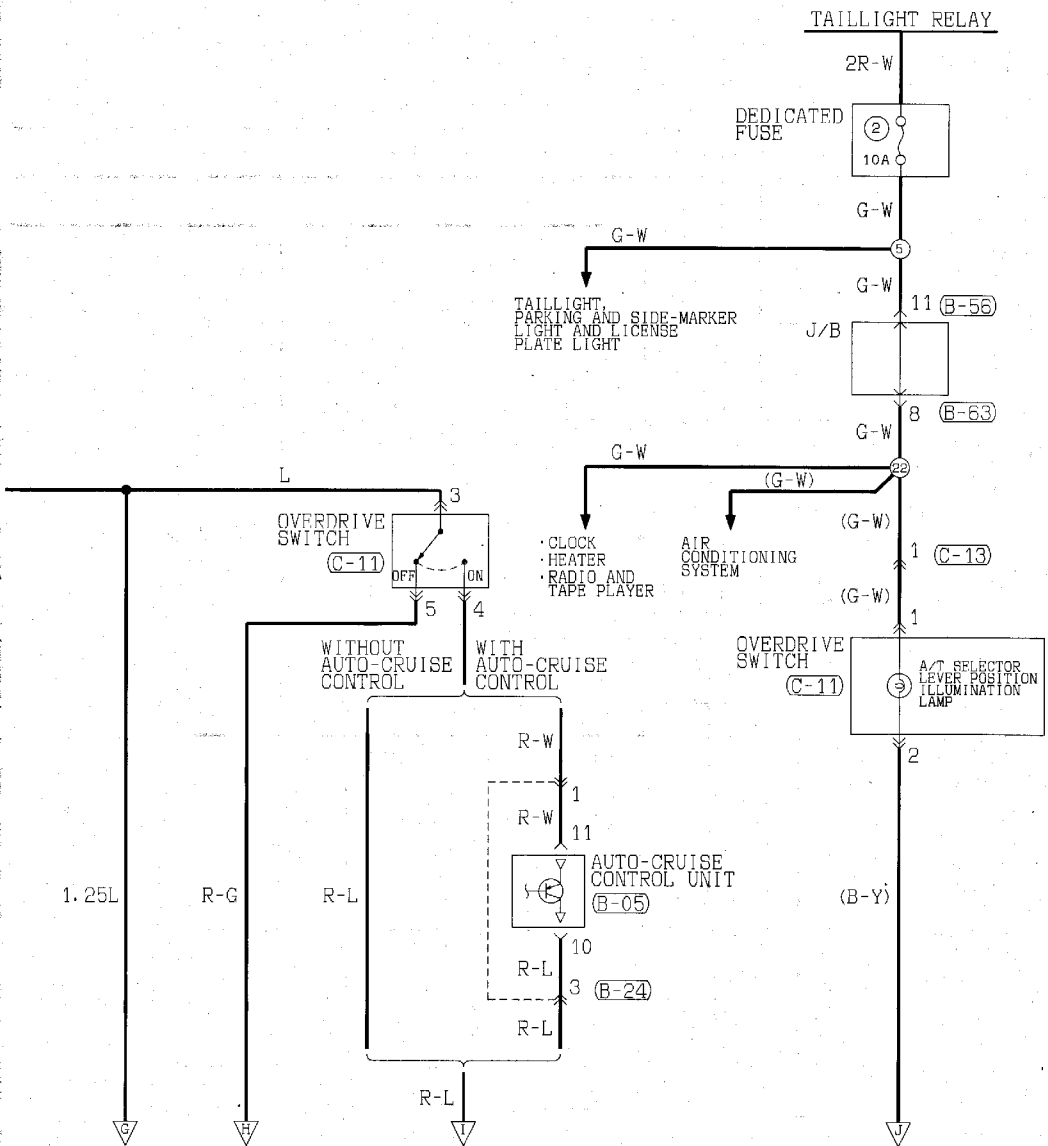 TAILLIGHT RELAY
2R-W
DEDICATED
FUSE
2
10A
G-W
G-W
5
G-W
TAILLIGHT,
PARKING AND SIDE-MARKER
LIGHT AND LICENSE
PLATE LIGHT
11 (B-56)
J/B
8 (B-63)
G-W
G-W
22
(G-W)
L
3
(G-W)
OVERDRIVE
SWITCH
(C-11)
OFF
ON
· CLOCK
· HEATER
· RADIO AND
TAPE PLAYER
AIR
CONDITIONING
SYSTEM
1 (C-13)
(G-W)
5
4
1
WITHOUT
AUTO-CRUISE
CONTROL
WITH
AUTO-CRUISE
CONTROL
OVERDRIVE
SWITCH
(C-11)
9
A/T SELECTOR
LEVER POSITION
ILLUMINATION
LAMP
R-W
2
1
R-W
11
AUTO-CRUISE
CONTROL UNIT
(B-05)
1.25L
R-G
R-L
(B-Y)
10
R-L
3 (B-24)
R-L
R-L
G
H
I
J